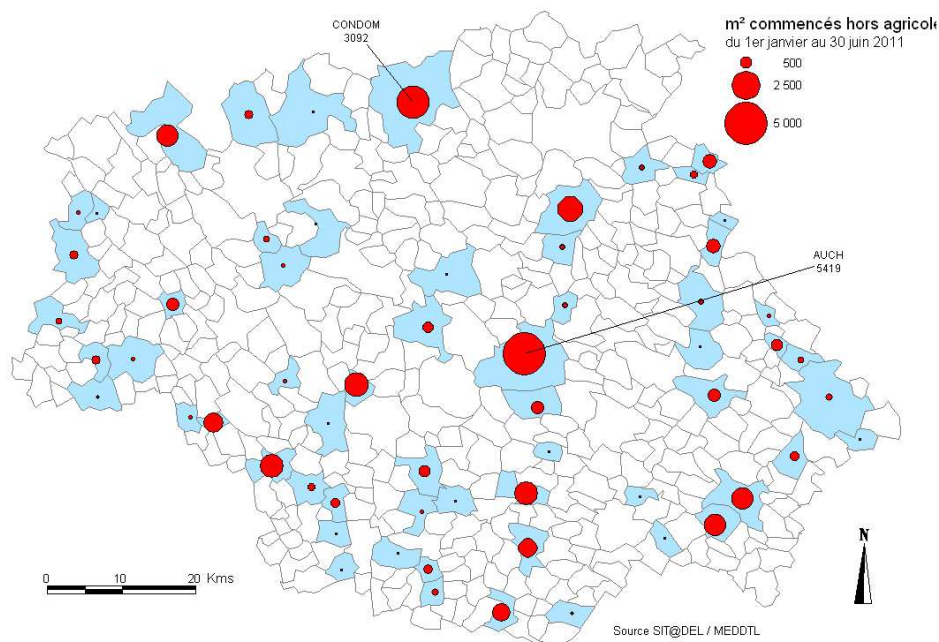 CONDOM
3092
m² commencés hors agricole
du 1er janvier au 30 juin 2011
500
2 500
5 000
AUCH
5419
N
0 10 20 Kms
Source SIT@DEL / MEDDTL